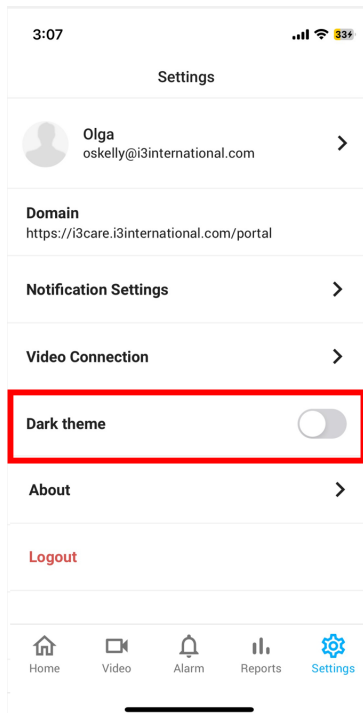 3:07
33
Settings
Olga
oskelly@i3international.com
Domain
https://i3care.i3international.com/portal
Notification Settings
Video Connection
Dark theme
About
Logout
Home
Video
Alarm
Reports
Settings